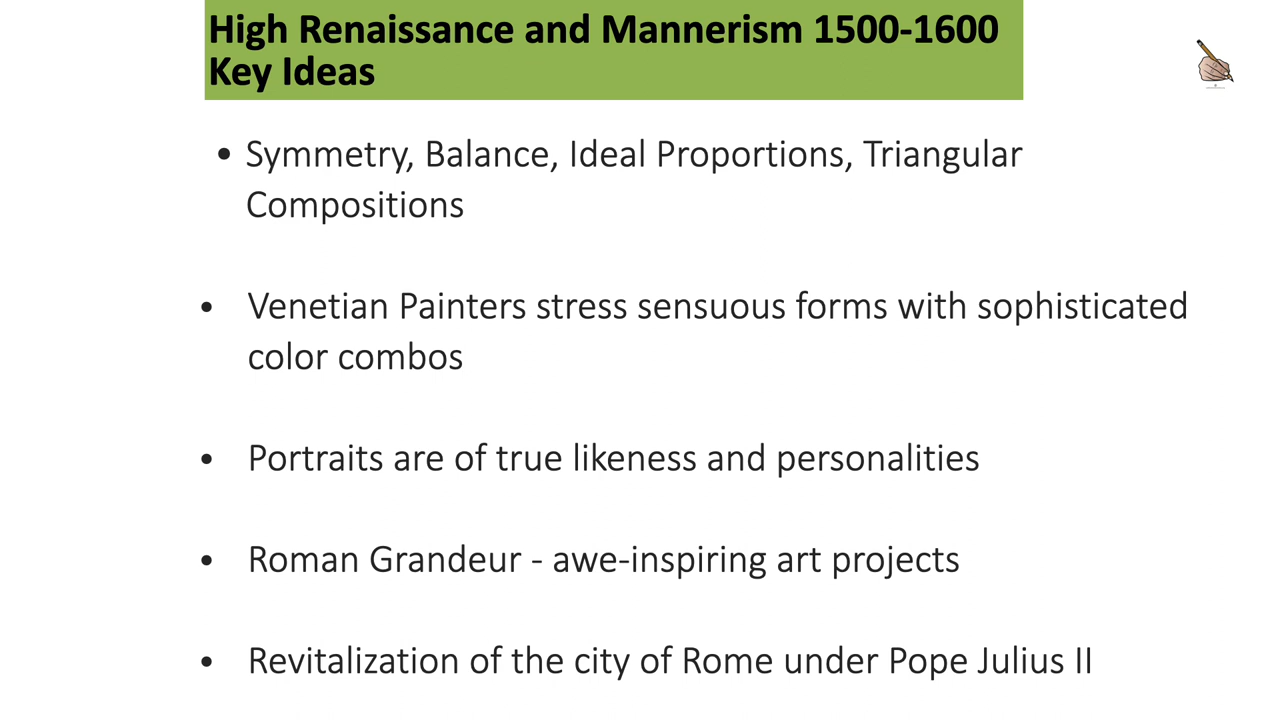 High Renaissance and Mannerism 1500-1600
Key Ideas
• Symmetry, Balance, Ideal Proportions, Triangular
Compositions
• Venetian Painters stress sensuous forms with sophisticated
color combos
• Portraits are of true likeness and personalities
• Roman Grandeur - awe-inspiring art projects
• Revitalization of the city of Rome under Pope Julius II